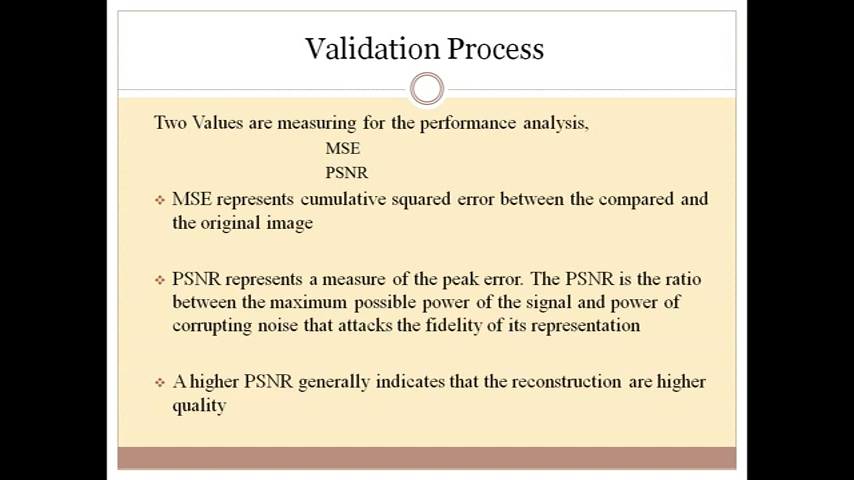 Validation Process
Two Values are measuring for the performance analysis,
MSE
PSNR
MSE represents cumulative squared error between the compared and
the original image
PSNR represents a measure of the peak error. The PSNR is the ratio
between the maximum possible power of the signal and power of
corrupting noise that attacks the fidelity of its representation
A higher PSNR generally indicates that the reconstruction are higher
quality